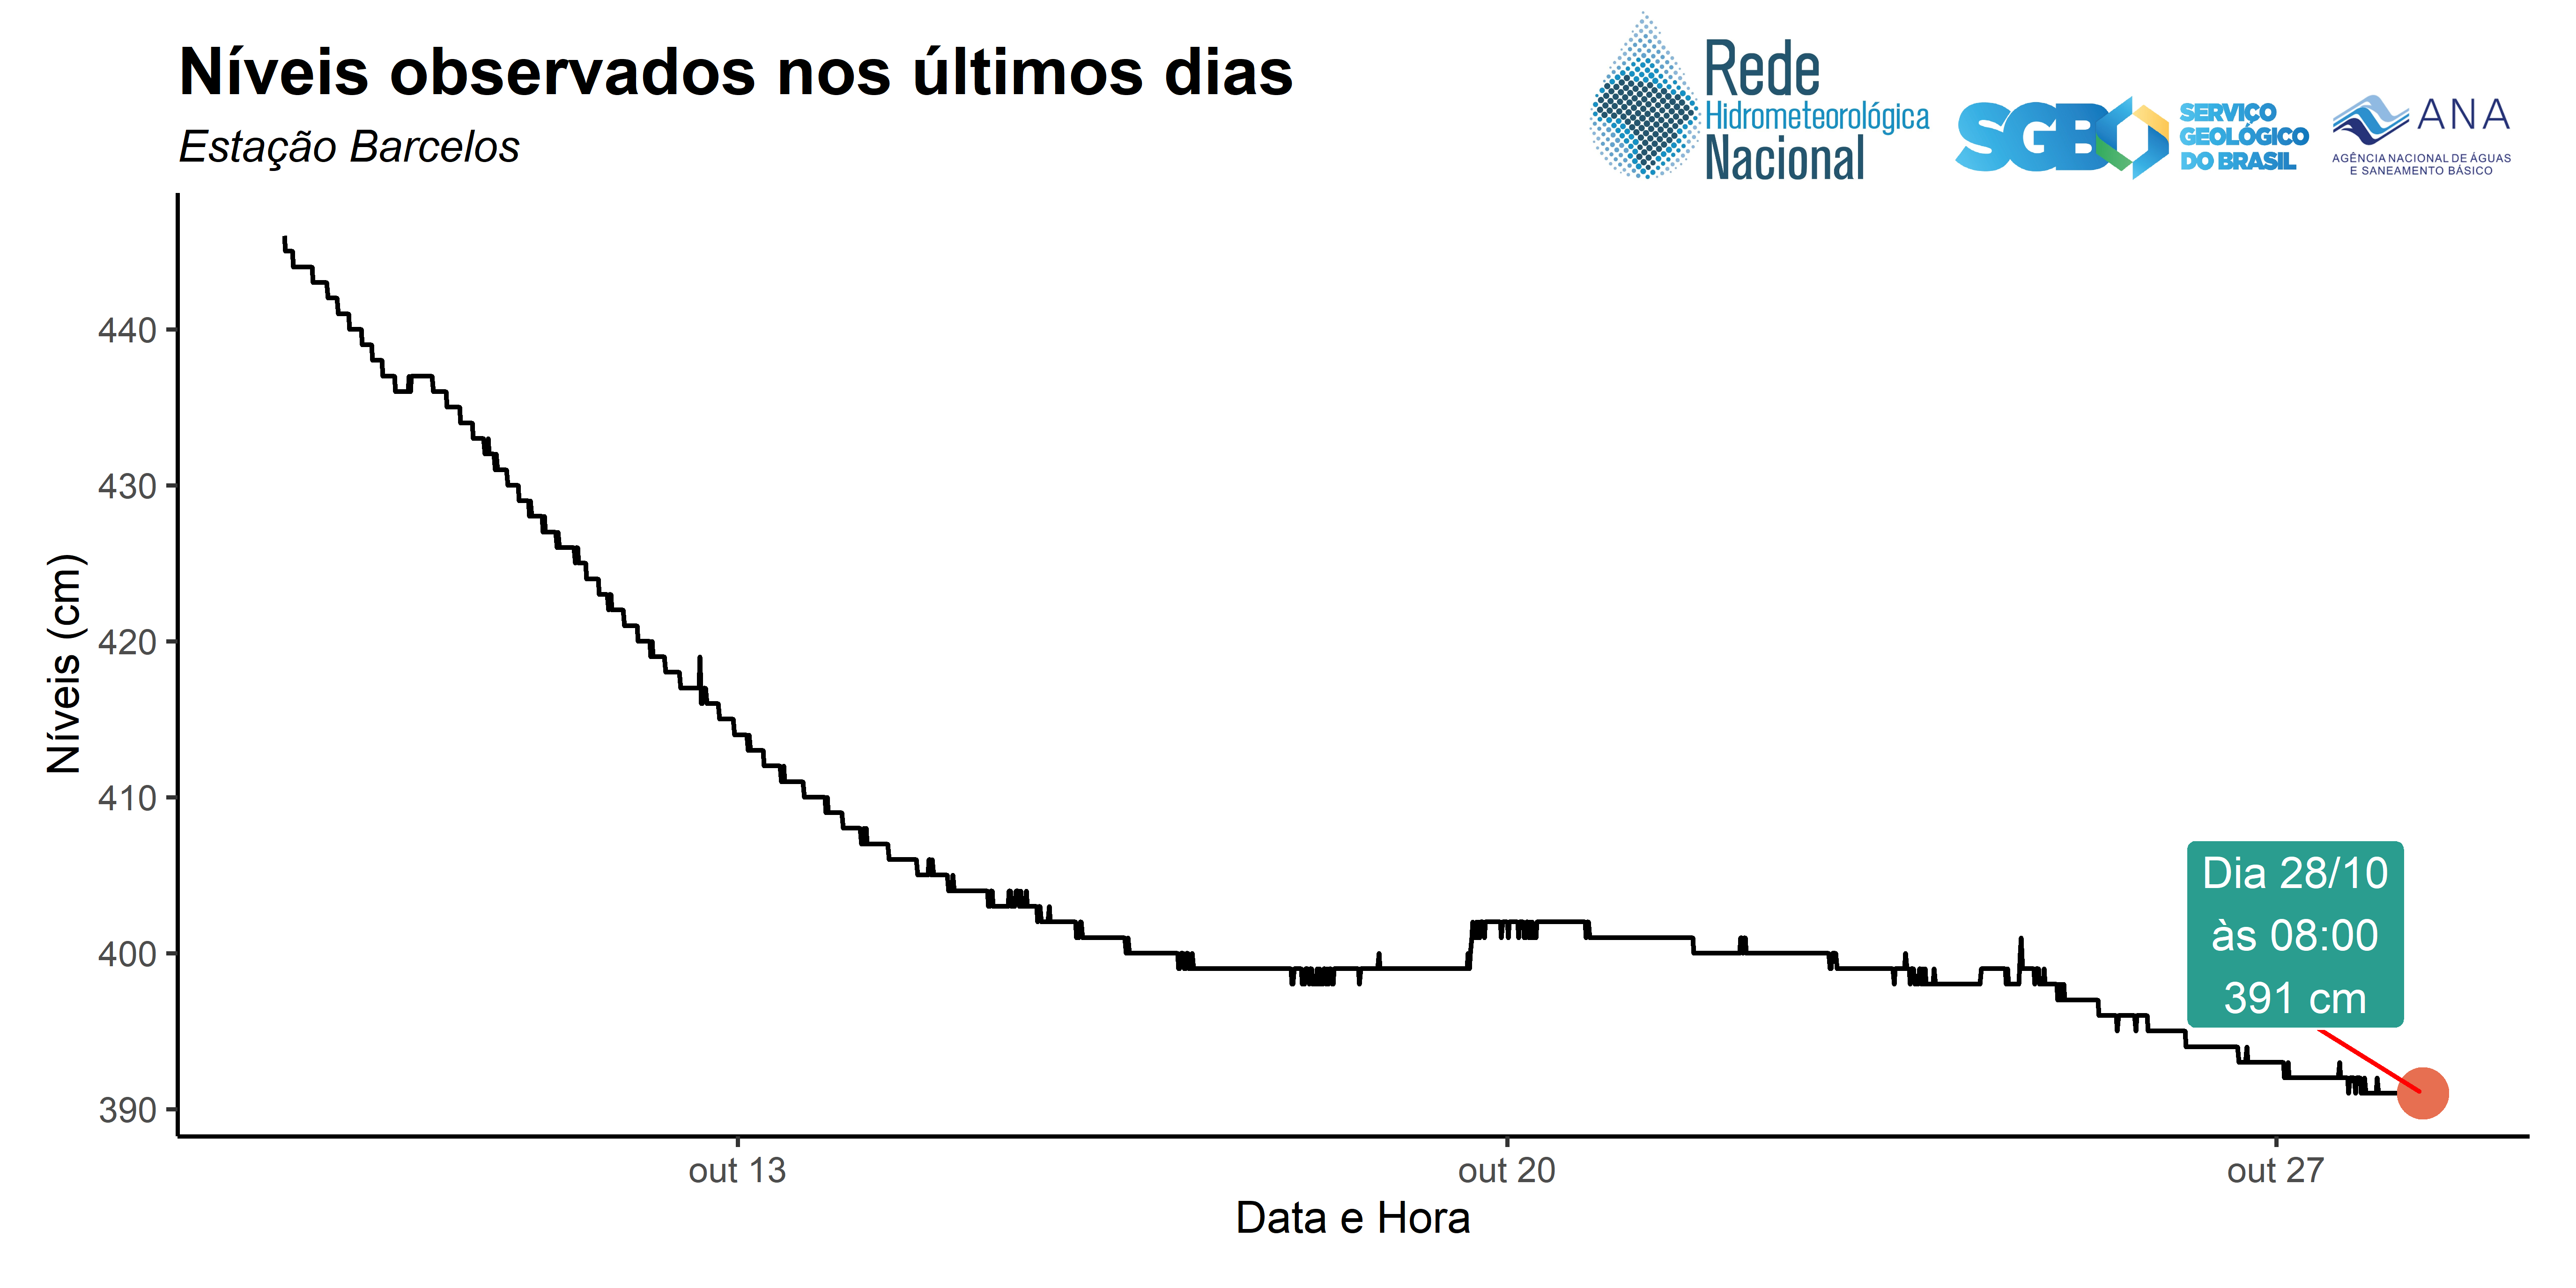 Níveis observados nos últimos dias
Estação Barcelos
Rede
Hidrometeorológica
Nacional
SGB
SERVIÇO
GEOLÓGICO
DO BRASIL
ANA
AGÊNCIA NACIONAL DE ÁGUAS
E SANEAMENTO BÁSICO
Níveis (cm)
440
430
420
410
400
390
Dia 28/10
às 08:00
391 cm
out 13
out 20
out 27
Data e Hora